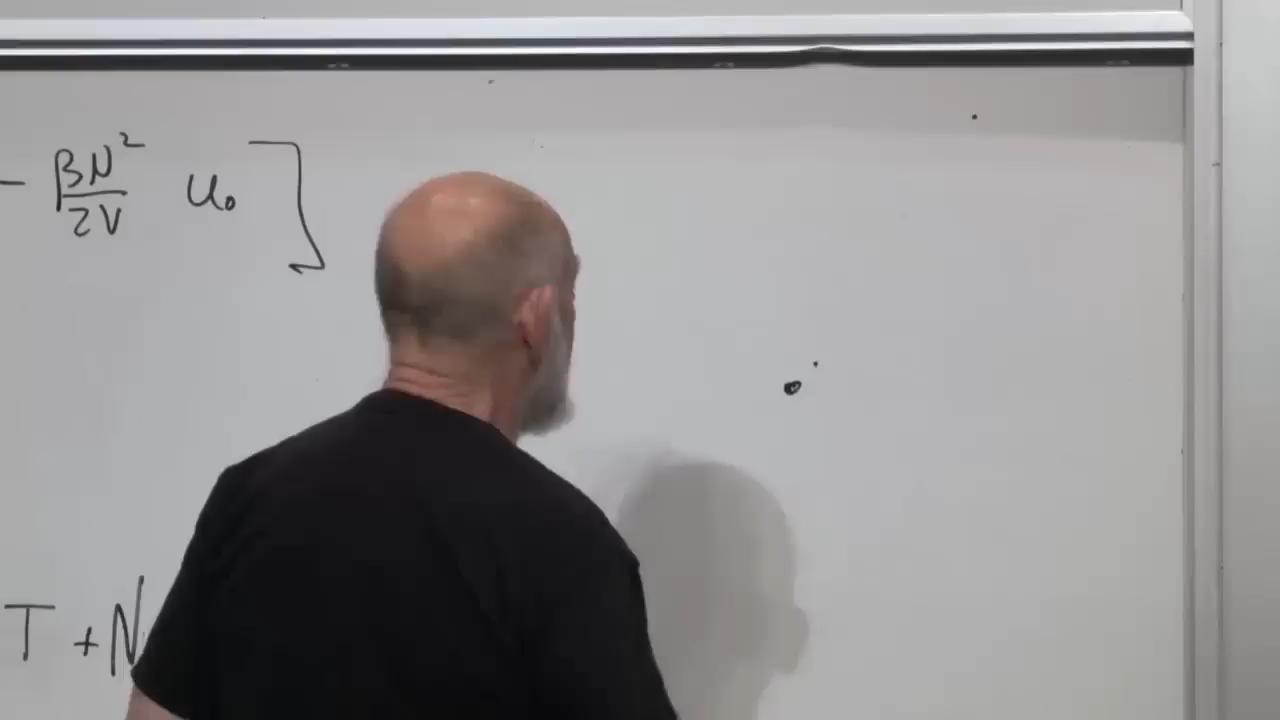 - βN²/2V U₀ ]
T + N